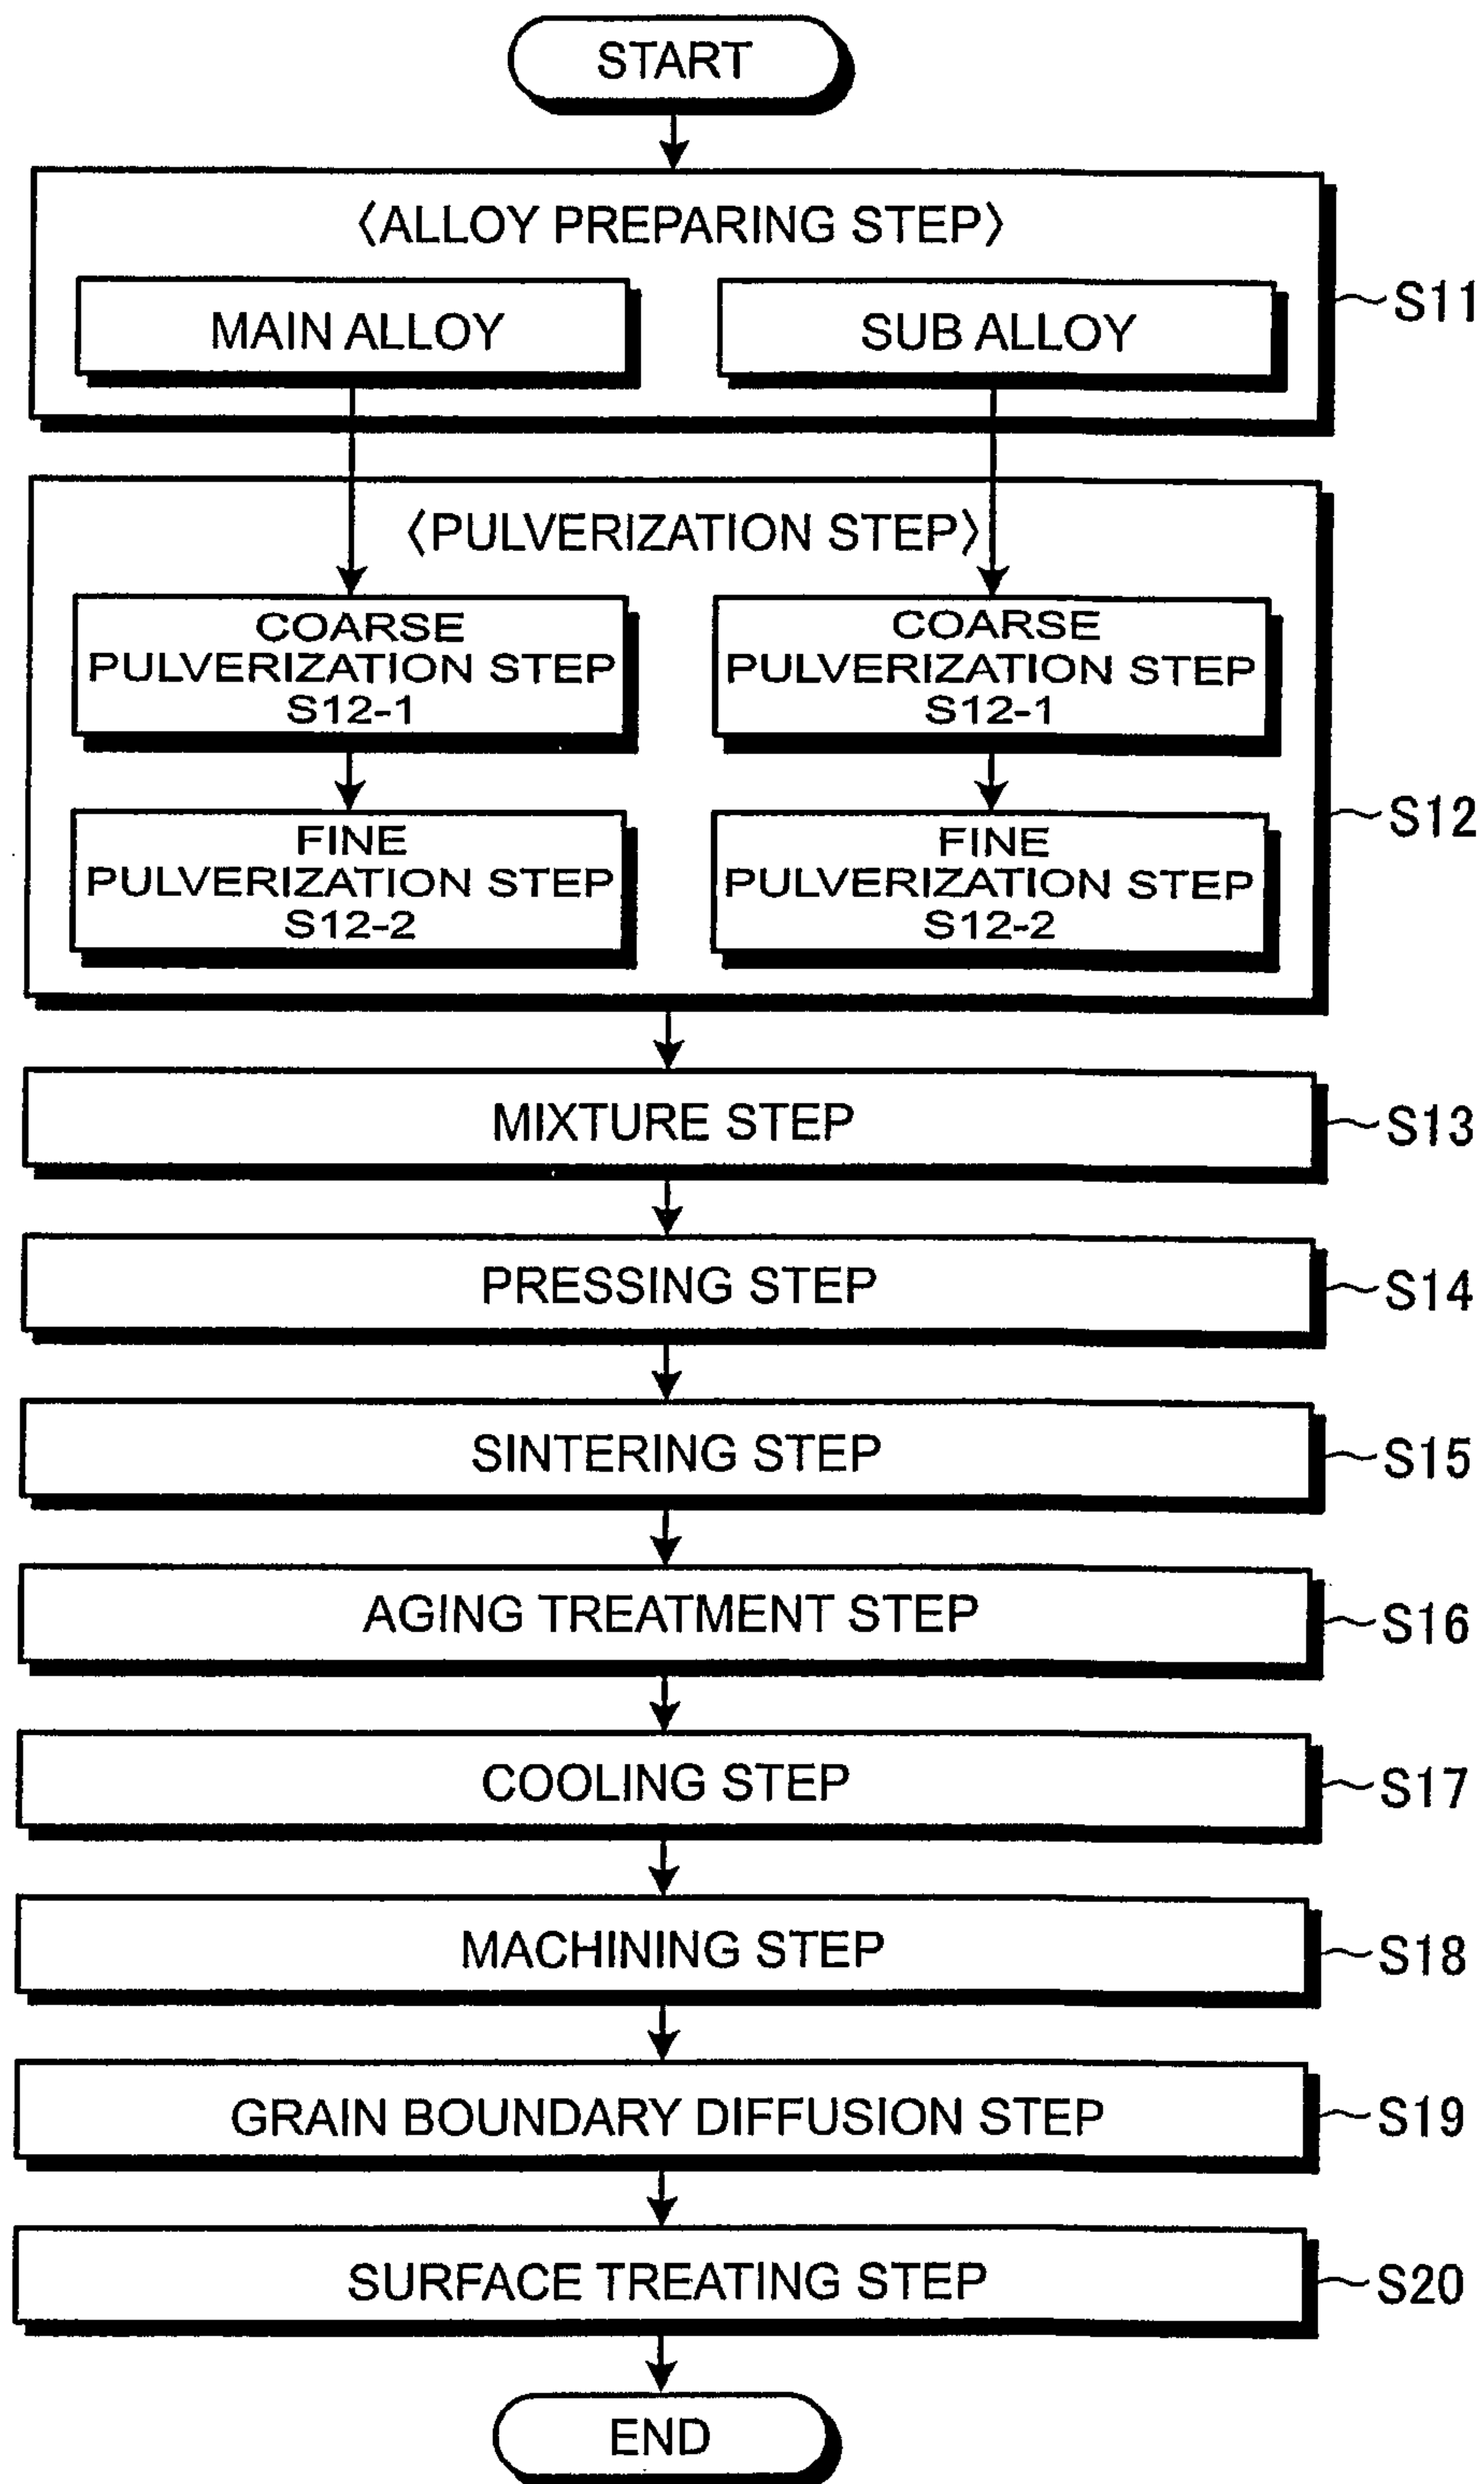 START
〈ALLOY PREPARING STEP〉
MAIN ALLOY
SUB ALLOY
S11
〈PULVERIZATION STEP〉
COARSE
PULVERIZATION STEP
S12-1
COARSE
PULVERIZATION STEP
S12-1
FINE
PULVERIZATION STEP
S12-2
FINE
PULVERIZATION STEP
S12-2
S12
MIXTURE STEP
S13
PRESSING STEP
S14
SINTERING STEP
S15
AGING TREATMENT STEP
S16
COOLING STEP
S17
MACHINING STEP
S18
GRAIN BOUNDARY DIFFUSION STEP
S19
SURFACE TREATING STEP
S20
END